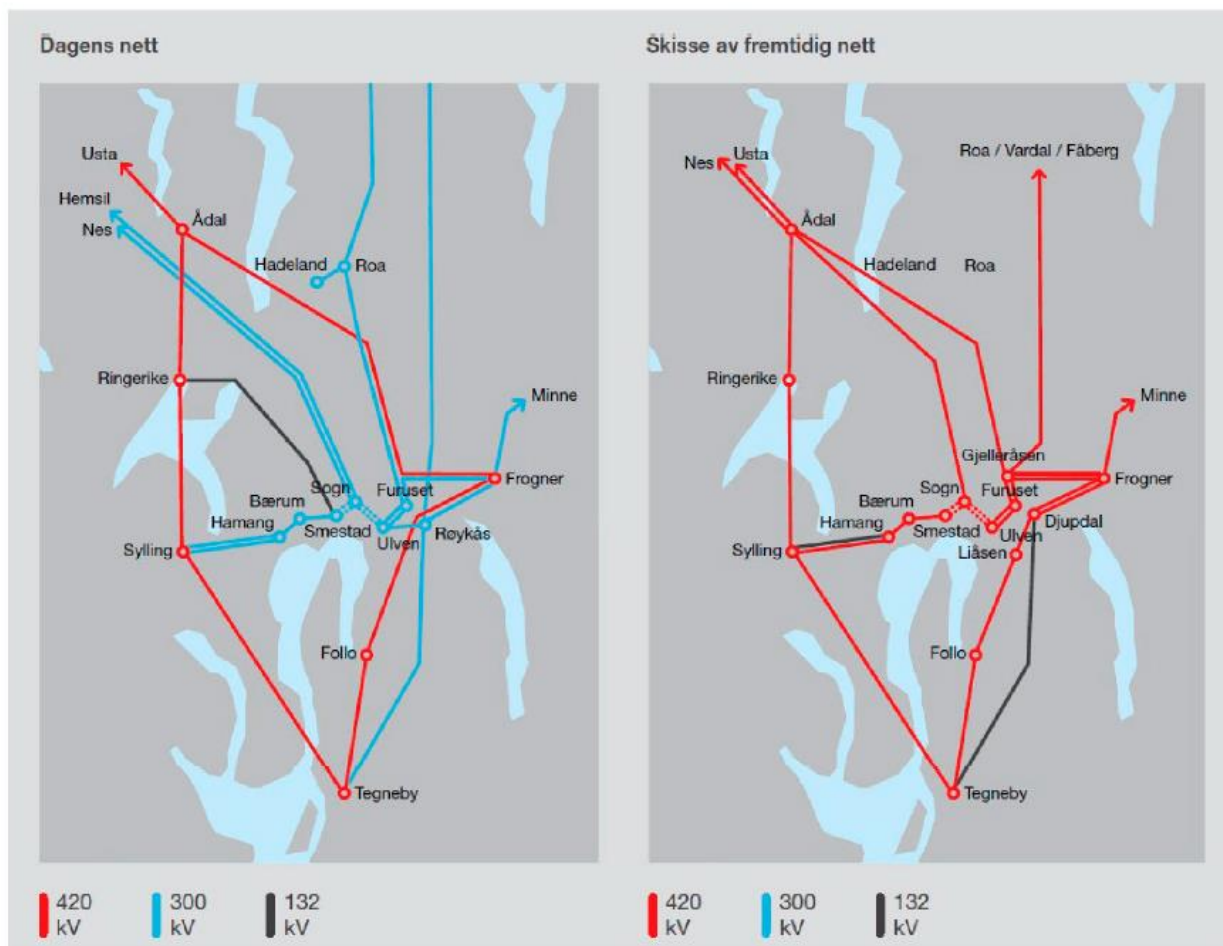 Dagens nett
Usta
Hemsil
Nes
Ådal
Hadeland
Roa
Ringerike
Minne
Sogn
Furuset
Frogner
Bærum
Hamang
Smestad
Ulven
Røykås
Sylling
Follo
Tegneby
420
kV
300
kV
132
kV
Skisse av fremtidig nett
Nes
Usta
Roa / Vardal / Fåberg
Ådal
Hadeland
Roa
Ringerike
Minne
Gjelleråsen
Sogn
Furuset
Frogner
Bærum
Hamang
Smestad
Ulven
Djupdal
Sylling
Liåsen
Follo
Tegneby
420
kV
300
kV
132
kV